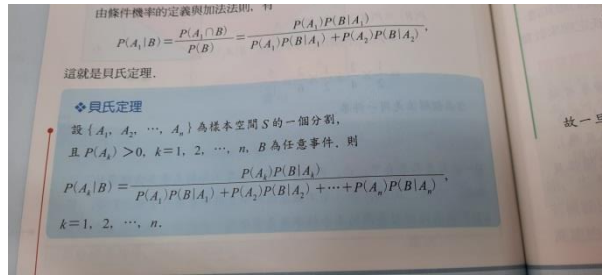 由條件機率的定義與加法法則，有
P(A₁|B) = P(A₁∩B) / P(B) = P(A₁)P(B|A₁) / (P(A₁)P(B|A₁) + P(A₂)P(B|A₂)),
這就是貝氏定理.
❖貝氏定理
設 {A₁, A₂, ⋯, Aₙ} 為樣本空間 S 的一個分割,
且 P(Aₖ) > 0, k = 1, 2, ⋯, n, B 為任意事件, 則
P(Aₖ|B) = P(Aₖ)P(B|Aₖ) / (P(A₁)P(B|A₁) + P(A₂)P(B|A₂) + ⋯ + P(Aₙ)P(B|Aₙ)),
k = 1, 2, ⋯, n.
故一旦